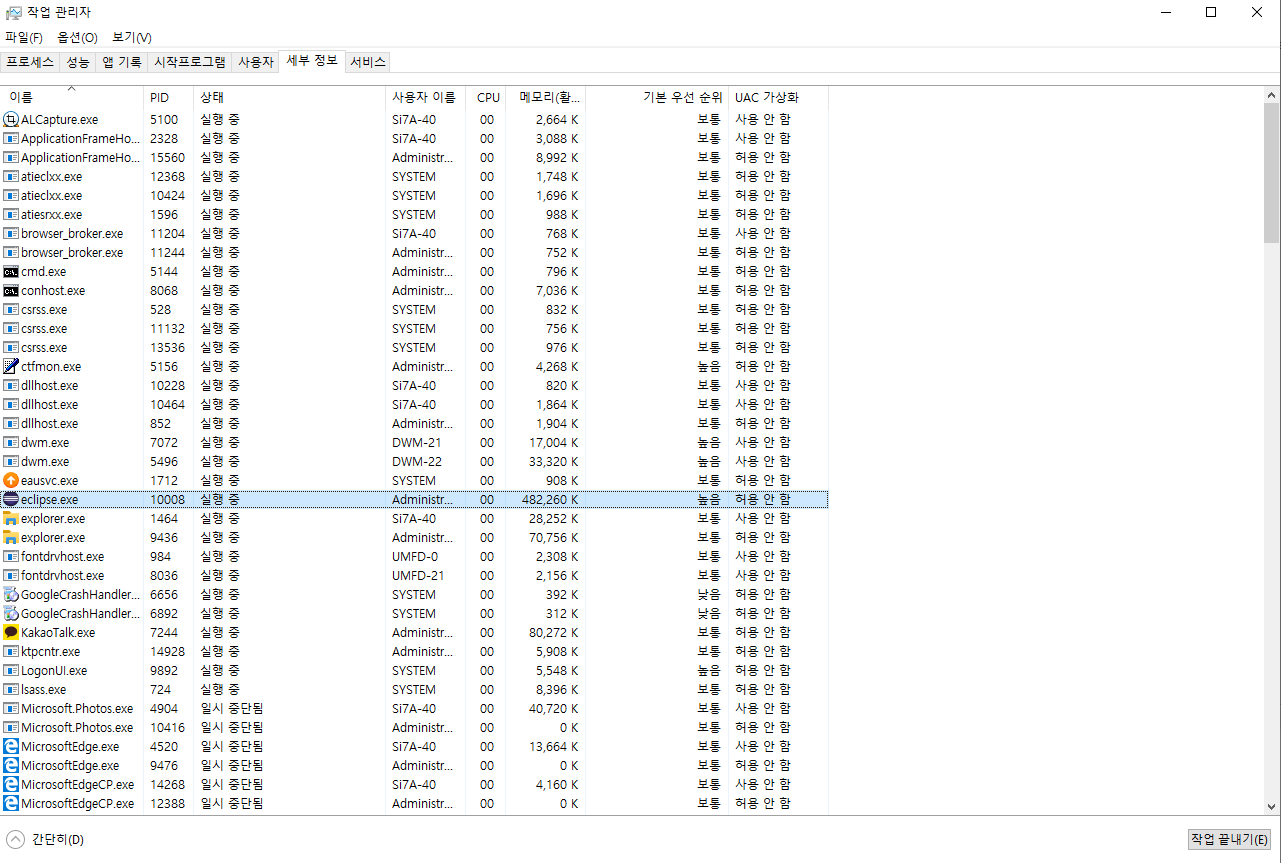 작업 관리자
파일(F) 옵션(O) 보기(V)
프로세스 성능 앱 기록 시작프로그램 사용자 세부 정보 서비스
이름 PID 상태 사용자 이름 CPU 메모리(활... 기본 우선 순위 UAC 가상화
ALCapture.exe 5100 실행 중 Si7A-40 00 2,664 K 보통 사용 안 함
ApplicationFrameHo... 2328 실행 중 Si7A-40 00 3,088 K 보통 사용 안 함
ApplicationFrameHo... 15560 실행 중 Administr... 00 8,992 K 보통 허용 안 함
atieclxx.exe 12368 실행 중 SYSTEM 00 1,748 K 보통 허용 안 함
atieclxx.exe 10424 실행 중 SYSTEM 00 1,696 K 보통 허용 안 함
atiesrxx.exe 1596 실행 중 SYSTEM 00 988 K 보통 허용 안 함
browser_broker.exe 11204 실행 중 Si7A-40 00 768 K 보통 사용 안 함
browser_broker.exe 11244 실행 중 Administr... 00 752 K 보통 허용 안 함
cmd.exe 5144 실행 중 Administr... 00 796 K 보통 허용 안 함
conhost.exe 8068 실행 중 Administr... 00 7,036 K 보통 허용 안 함
csrss.exe 528 실행 중 SYSTEM 00 832 K 보통 허용 안 함
csrss.exe 11132 실행 중 SYSTEM 00 756 K 보통 허용 안 함
csrss.exe 13536 실행 중 SYSTEM 00 976 K 보통 허용 안 함
ctfmon.exe 5156 실행 중 Administr... 00 4,268 K 높음 허용 안 함
dllhost.exe 10228 실행 중 Si7A-40 00 820 K 보통 사용 안 함
dllhost.exe 10464 실행 중 Si7A-40 00 1,864 K 보통 사용 안 함
dllhost.exe 852 실행 중 Administr... 00 1,904 K 보통 허용 안 함
dwm.exe 7072 실행 중 DWM-21 00 17,004 K 높음 사용 안 함
dwm.exe 5496 실행 중 DWM-22 00 33,320 K 높음 사용 안 함
eausvc.exe 1712 실행 중 SYSTEM 00 908 K 보통 허용 안 함
eclipse.exe 10008 실행 중 Administr... 00 482,260 K 높음 허용 안 함
explorer.exe 1464 실행 중 Si7A-40 00 28,252 K 보통 사용 안 함
explorer.exe 9436 실행 중 Administr... 00 70,756 K 보통 허용 안 함
fontdrvhost.exe 984 실행 중 UMFD-0 00 2,308 K 보통 사용 안 함
fontdrvhost.exe 8036 실행 중 UMFD-21 00 2,156 K 보통 사용 안 함
GoogleCrashHandler... 6656 실행 중 SYSTEM 00 392 K 낮음 허용 안 함
GoogleCrashHandler... 6892 실행 중 SYSTEM 00 312 K 낮음 허용 안 함
KakaoTalk.exe 7244 실행 중 Administr... 00 80,272 K 보통 허용 안 함
ktpcntr.exe 14928 실행 중 Administr... 00 5,908 K 보통 허용 안 함
LogonUI.exe 9892 실행 중 SYSTEM 00 5,548 K 높음 허용 안 함
lsass.exe 724 실행 중 SYSTEM 00 8,396 K 보통 허용 안 함
Microsoft.Photos.exe 4904 일시 중단됨 Si7A-40 00 40,720 K 보통 사용 안 함
Microsoft.Photos.exe 10416 일시 중단됨 Administr... 00 0 K 보통 허용 안 함
MicrosoftEdge.exe 4520 일시 중단됨 Si7A-40 00 13,664 K 보통 사용 안 함
MicrosoftEdge.exe 9476 일시 중단됨 Administr... 00 0 K 보통 허용 안 함
MicrosoftEdgeCP.exe 14268 일시 중단됨 Si7A-40 00 4,160 K 보통 사용 안 함
MicrosoftEdgeCP.exe 12388 일시 중단됨 Administr... 00 0 K 보통 허용 안 함
간단히(D) 작업 끝내기(E)